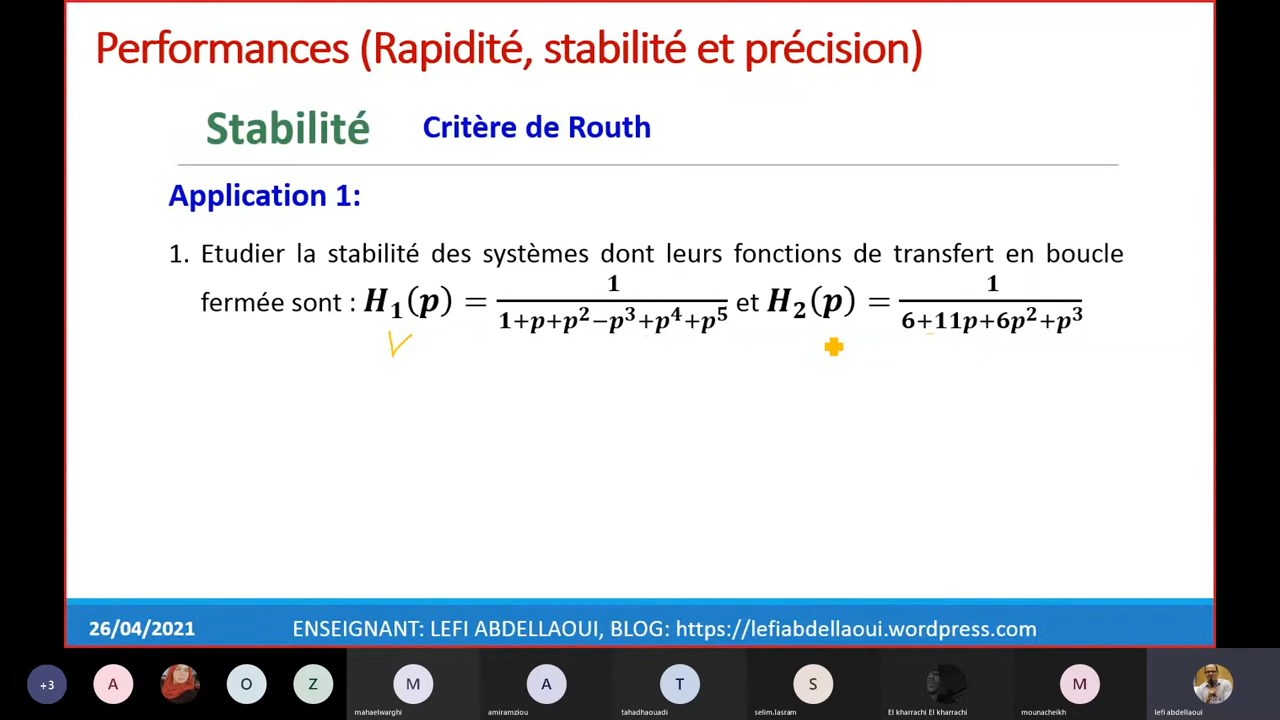 Performances (Rapidité, stabilité et précision)
Stabilité Critère de Routh
Application 1:
1. Etudier la stabilité des systèmes dont leurs fonctions de transfert en boucle
fermée sont : H₁(p) = 1/(1+p+p²−p³+p⁴+p⁵) et H₂(p) = 1/(6+11p+6p²+p³)
26/04/2021 ENSEIGNANT: LEFI ABDELLAOUI, BLOG: https://lefiabdellaoui.wordpress.com
+3 A O Z M A T S M
mahaelwarghi amiramziou tahadhaouadi selim.lasram El kharrachi El kharrachi mounacheikh lefi abdellaoui